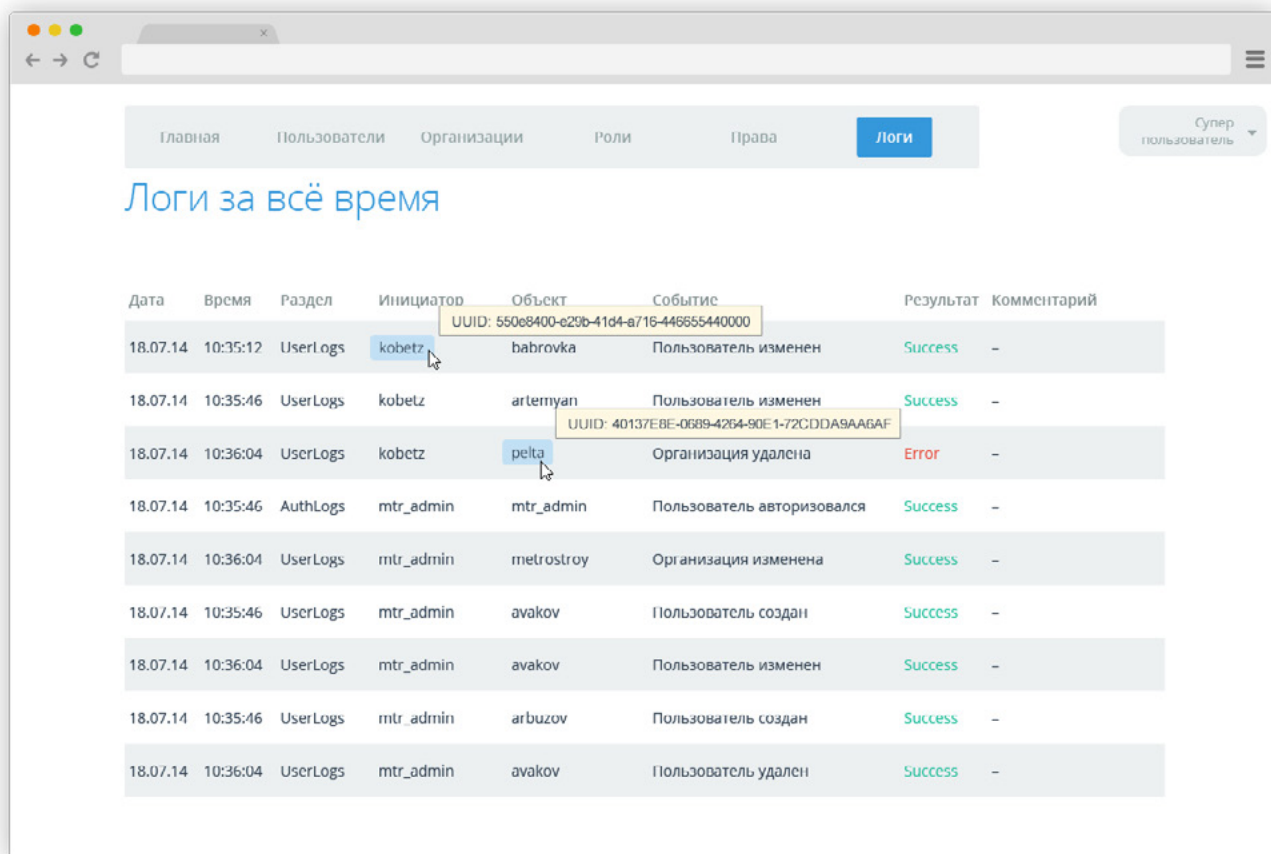 Главная Пользователи Организации Роли Права Логи
Супер
пользователь
Логи за всё время
Дата Время Раздел Инициатор Объект Событие Результат Комментарий
UUID: 550e8400-e29b-41d4-a716-446655440000
18.07.14 10:35:12 UserLogs kobetz babrovka Пользователь изменен Success –
18.07.14 10:35:46 UserLogs kobetz artemyan Пользователь изменен Success –
UUID: 40137E8E-0689-4264-90E1-72CDDA9AA6AF
18.07.14 10:36:04 UserLogs kobetz pelta Организация удалена Error –
18.07.14 10:35:46 AuthLogs mtr_admin mtr_admin Пользователь авторизовался Success –
18.07.14 10:36:04 UserLogs mtr_admin metrostroy Организация изменена Success –
18.07.14 10:35:46 UserLogs mtr_admin avakov Пользователь создан Success –
18.07.14 10:36:04 UserLogs mtr_admin avakov Пользователь изменен Success –
18.07.14 10:35:46 UserLogs mtr_admin arbuzov Пользователь создан Success –
18.07.14 10:36:04 UserLogs mtr_admin avakov Пользователь удален Success –